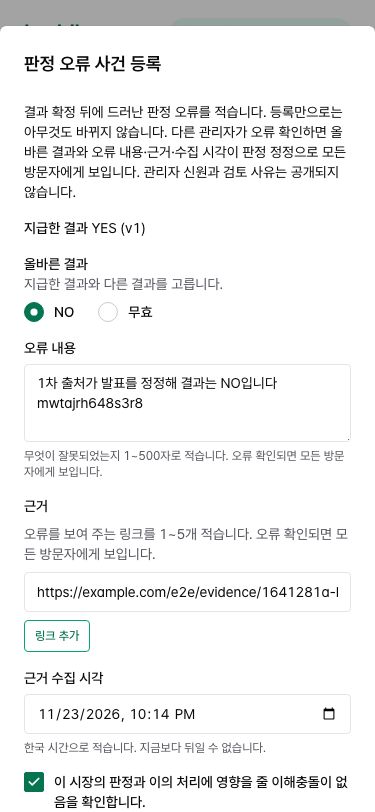 판정 오류 사건 등록
결과 확정 뒤에 드러난 판정 오류를 적습니다. 등록만으로는
아무것도 바뀌지 않습니다. 다른 관리자가 오류 확인하면 올
바른 결과와 오류 내용·근거·수집 시각이 판정 정정으로 모든
방문자에게 보입니다. 관리자 신원과 검토 사유는 공개되지
않습니다.
지급한 결과 YES (v1)
올바른 결과
지급한 결과와 다른 결과를 고릅니다.
NO 무효
오류 내용
1차 출처가 발표를 정정해 결과는 NO입니다
mwtajrh648s3r8
무엇이 잘못되었는지 1~500자로 적습니다. 오류 확인되면 모든 방문
자에게 보입니다.
근거
오류를 보여 주는 링크를 1~5개 적습니다. 오류 확인되면 모
든 방문자에게 보입니다.
https://example.com/e2e/evidence/1641281a-l
링크 추가
근거 수집 시각
11/23/2026, 10:14 PM
한국 시간으로 적습니다. 지금보다 뒤일 수 없습니다.
이 시장의 판정과 이의 처리에 영향을 줄 이해충돌이 없
음을 확인합니다.